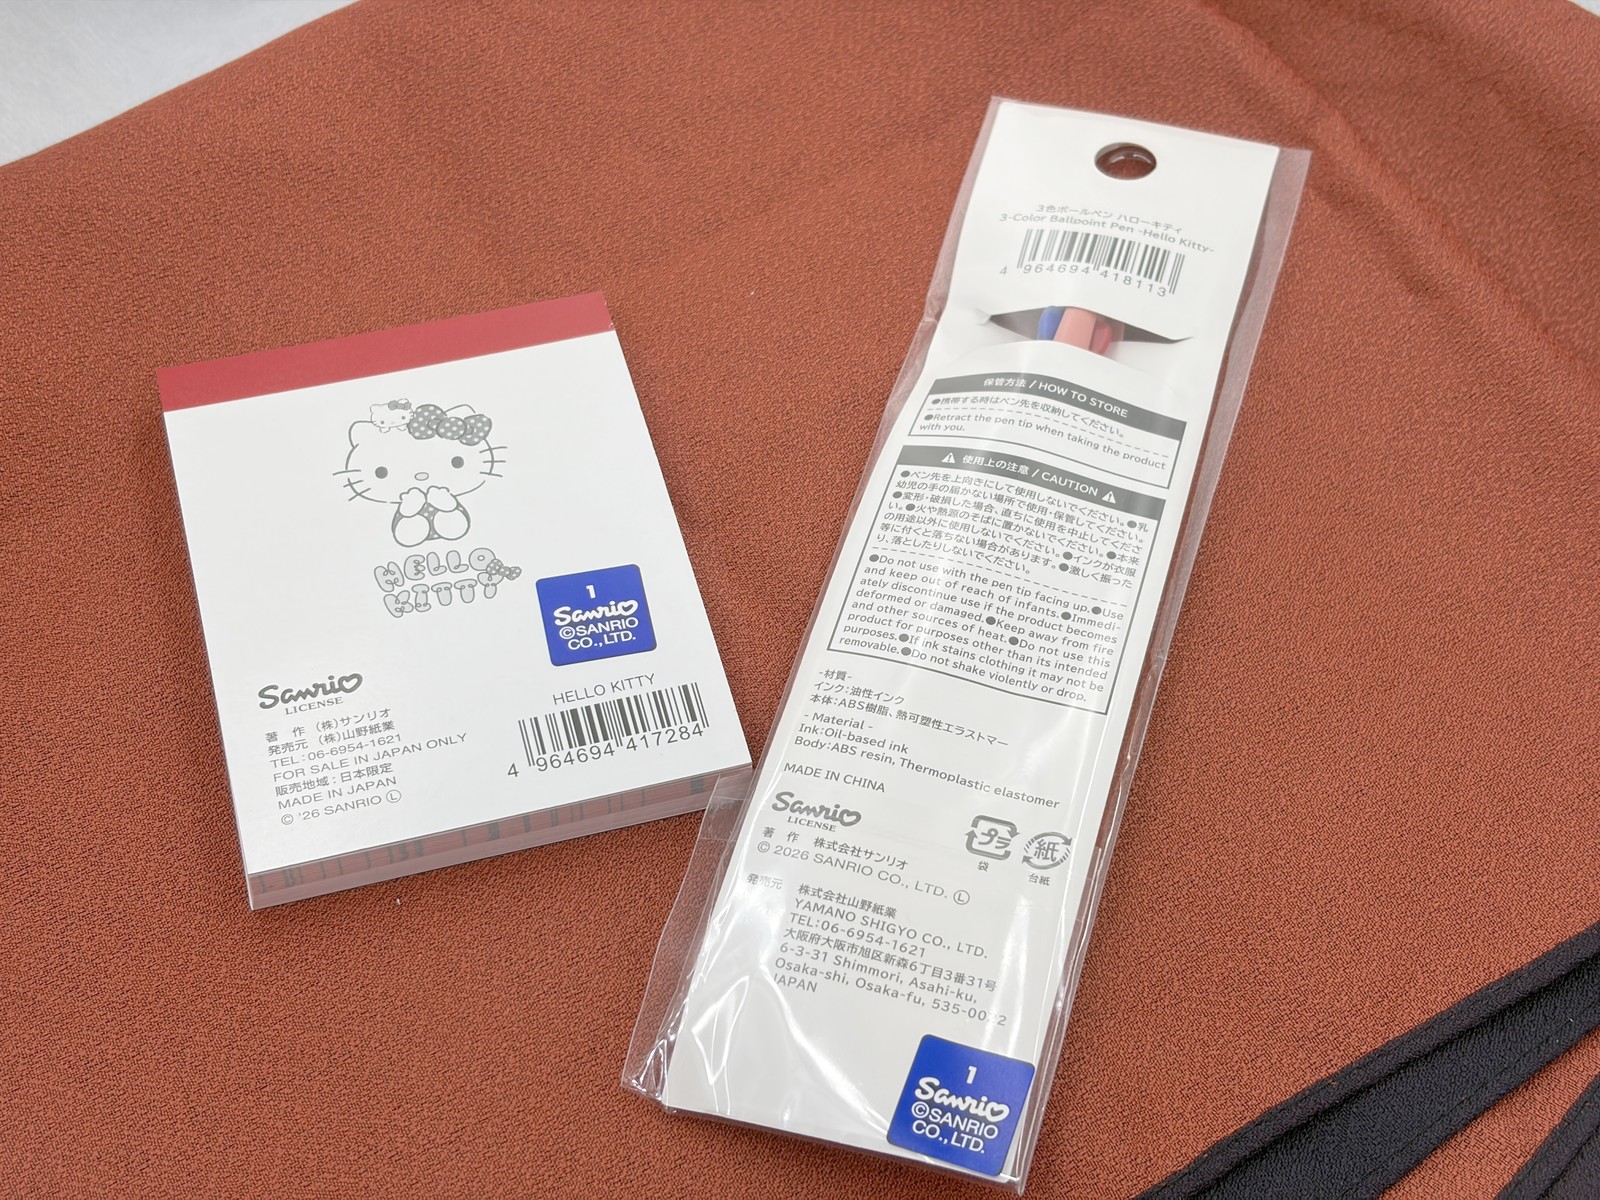 HELLO
KITTY
1
Sanrio
©SANRIO
CO.,LTD.
Sanrio
LICENSE
著 作 (株)サンリオ
発売元 (株)山野紙業
TEL:06-6954-1621
FOR SALE IN JAPAN ONLY
販売地域:日本限定
MADE IN JAPAN
© '26 SANRIO Ⓛ
HELLO KITTY
4 964694 417284
3色ボールペン ハローキティ
3-Color Ballpoint Pen -Hello Kitty-
4 964694 418113
保管方法 / HOW TO STORE
●携帯する時はペン先を収納してください。
●Retract the pen tip when taking the product
with you.
⚠ 使用上の注意 / CAUTION ⚠
●ペン先を上向きにして使用しないでください。●乳
幼児の手の届かない場所で使用・保管してください。
●変形・破損した場合、直ちに使用を中止してくださ
い。●火や熱源のそばに置かないでください。●本来
の用途以外に使用しないでください。●インクが衣服
等に付くと落ちない場合があります。●激しく振った
り、落としたりしないでください。
●Do not use with the pen tip facing up.●Use
and keep out of reach of infants.●Immedi-
ately discontinue use if the product becomes
deformed or damaged.●Keep away from fire
and other sources of heat.●Do not use this
product for purposes other than its intended
purposes.●If ink stains clothing it may not be
removable.●Do not shake violently or drop.
-材質-
インク:油性インク
本体:ABS樹脂、熱可塑性エラストマー
- Material -
Ink:Oil-based ink
Body:ABS resin, Thermoplastic elastomer
MADE IN CHINA
Sanrio
LICENSE
著 作 株式会社サンリオ
© 2026 SANRIO CO., LTD. Ⓛ
プラ
袋
紙
台紙
発売元 株式会社山野紙業
YAMANO SHIGYO CO., LTD.
TEL:06-6954-1621
大阪府大阪市旭区新森6丁目3番31号
6-3-31 Shimmori, Asahi-ku,
Osaka-shi, Osaka-fu, 535-0022
JAPAN
1
Sanrio
©SANRIO
CO.,LTD.